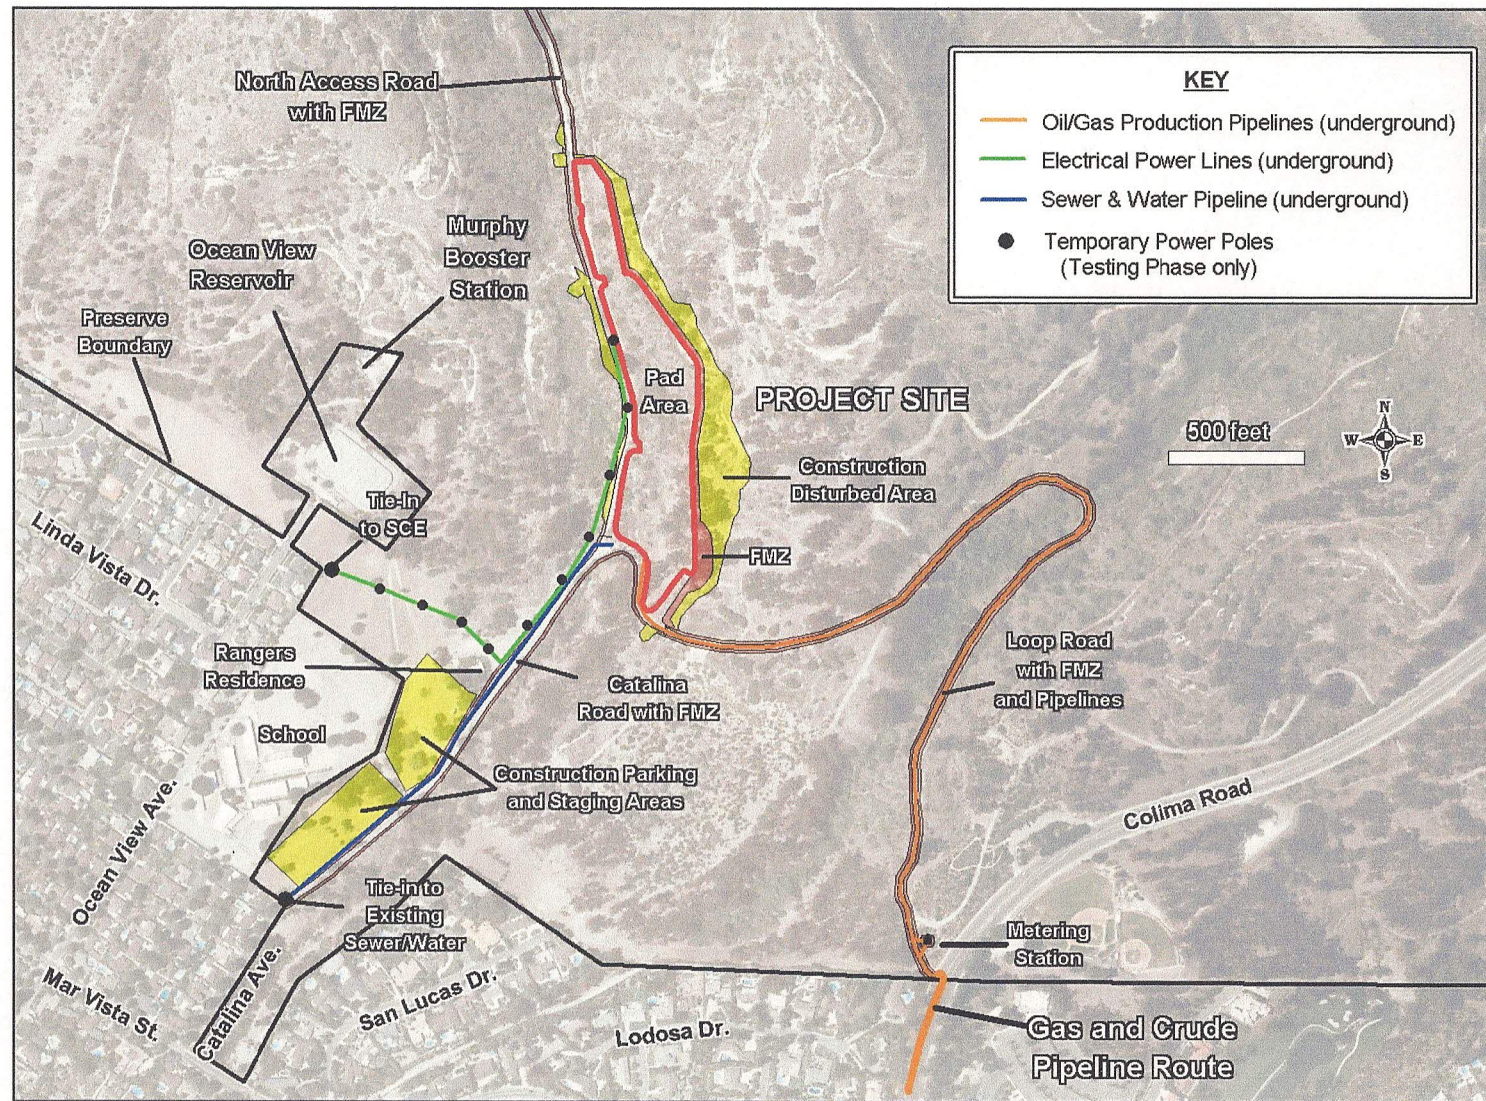 North Access Road
with FMZ
KEY
Oil/Gas Production Pipelines (underground)
Electrical Power Lines (underground)
Sewer & Water Pipeline (underground)
Temporary Power Poles
(Testing Phase only)
Murphy
Booster
Station
Ocean View
Reservoir
Preserve
Boundary
Pad
Area
PROJECT SITE
500 feet
N
W
E
S
Construction
Disturbed Area
Tie-In
to SCE
Linda Vista Dr.
FMZ
Rangers
Residence
Catalina
Road with FMZ
Loop Road
with FMZ
and Pipelines
School
Construction Parking
and Staging Areas
Colima Road
Ocean View Ave.
Tie-in to
Existing
Sewer/Water
Metering
Station
Mar Vista St.
Catalina Ave.
San Lucas Dr.
Lodosa Dr.
Gas and Crude
Pipeline Route